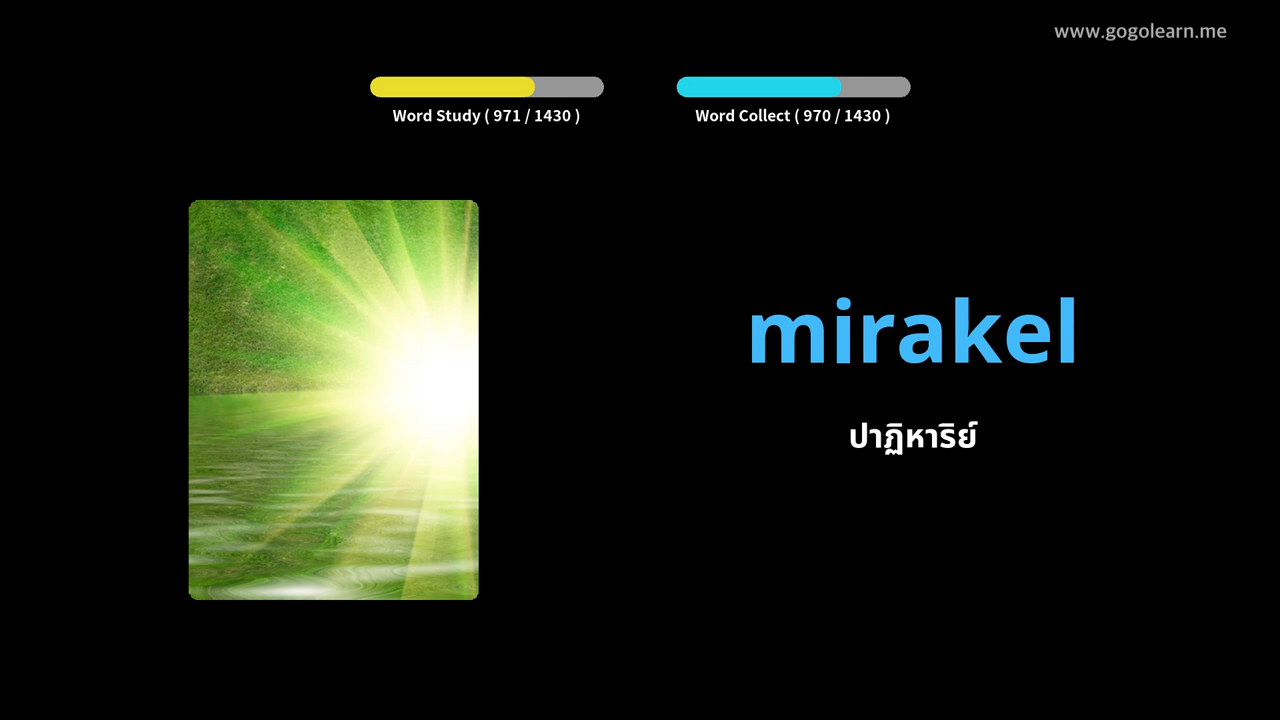 www.gogolearn.me
Word Study ( 971 / 1430 )
Word Collect ( 970 / 1430 )
mirakel
ปาฏิหาริย์